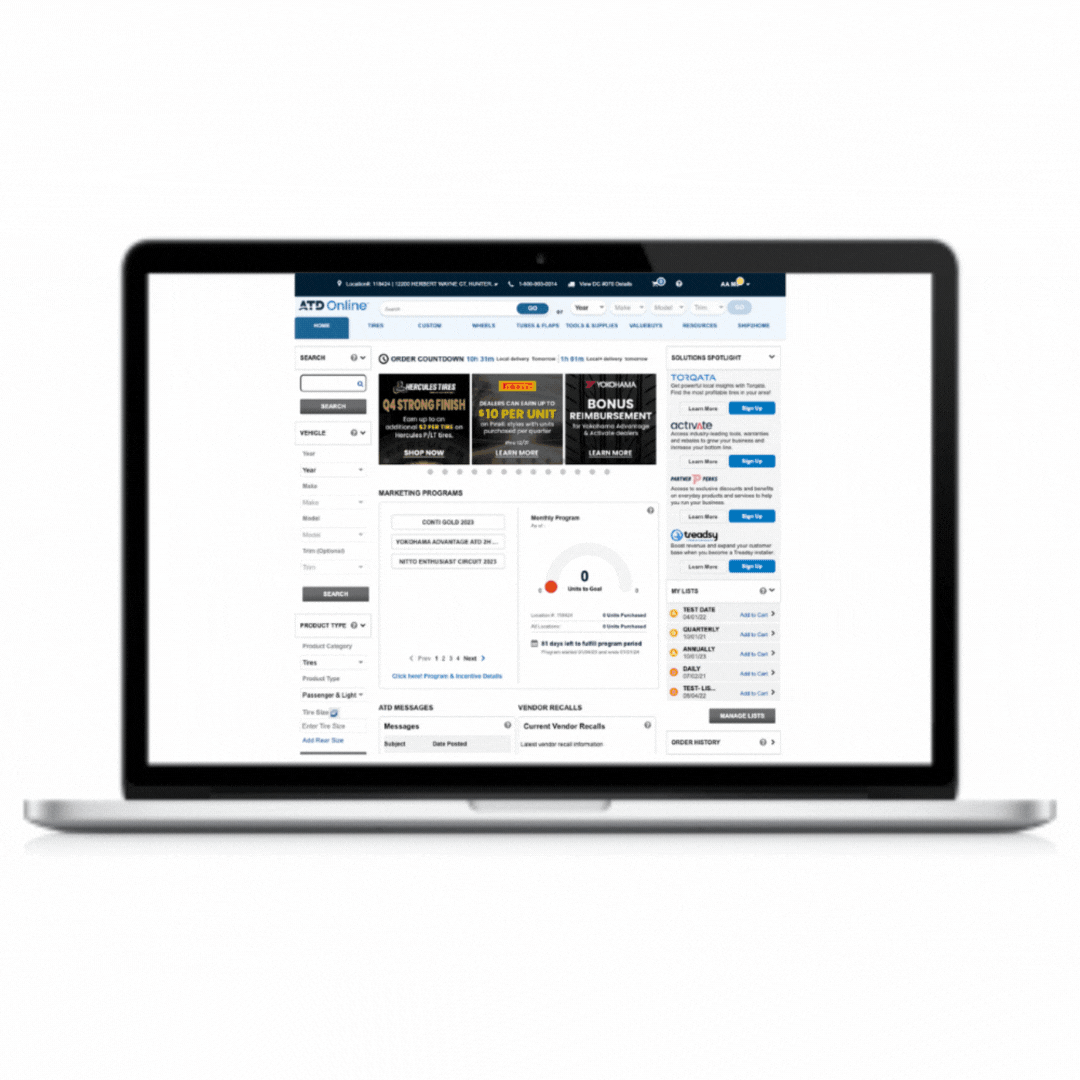 Location#: 119424 | 12200 HERBERT WAYNE CT, HUNTER.
View DC #070 Details
0
ATD Online
Search
GO
or
Year
Make
Model
Trim
GO
HOME
TIRES
CUSTOM
WHEELS
TUBES & FLAPS
TOOLS & SUPPLIES
VALUEBUYS
RESOURCES
SHIP2HOME
SEARCH
SEARCH
VEHICLE
Year
Year
Make
Make
Model
Model
Trim (Optional)
Trim
SEARCH
PRODUCT TYPE
Product Category
Tires
Product Type
Passenger & Light
Tire Size
Enter Tire Size
Add Rear Size
ORDER COUNTDOWN 10h 31m Local delivery Tomorrow 1h 01m Local+ delivery Tomorrow
HERCULES TIRES
Q4 STRONG FINISH
Earn up to an
additional $2 PER TIRE on
Hercules P/LT tires.
SHOP NOW
PIRELLI
DEALERS CAN EARN UP TO
$10 PER UNIT
on Pirelli styles with units
purchased per quarter
thru 12/31
LEARN MORE
YOKOHAMA
BONUS
REIMBURSEMENT
for Yokohama Advantage
& Activate dealers
LEARN MORE
MARKETING PROGRAMS
CONTI GOLD 2023
YOKOHAMA ADVANTAGE ATD 2H ...
NITTO ENTHUSIAST CIRCUIT 2023
Prev 1 2 3 4 Next
Click here! Program & Incentive Details
Monthly Program
As of :
0
Units to Goal
0
0
Location #: 119424
0 Units Purchased
All Locations:
0 Units Purchased
81 days left to fulfill program period
ATD MESSAGES
Messages
Subject
Date Posted
VENDOR RECALLS
Current Vendor Recalls
Latest vendor recall information
SOLUTIONS SPOTLIGHT
TORQATA
Get powerful local insights with Torqata.
Find the most profitable tires in your area!
Learn More
Sign Up
activate
Access industry-leading tools, warranties
and rebates to grow your business and
increase your bottom line.
Learn More
Sign Up
PARTNER PERKS
Access to exclusive discounts and benefits
on everyday products and services to help
you run your business.
Learn More
Sign Up
treadsy
Boost revenue and expand your customer
base when you become a Treadsy installer.
Learn More
Sign Up
MY LISTS
TEST DATE
04/01/22
Add to Cart
QUARTERLY
10/01/21
Add to Cart
ANNUALLY
10/01/23
Add to Cart
DAILY
07/02/21
Add to Cart
TEST- LIS...
05/04/22
Add to Cart
MANAGE LISTS
ORDER HISTORY